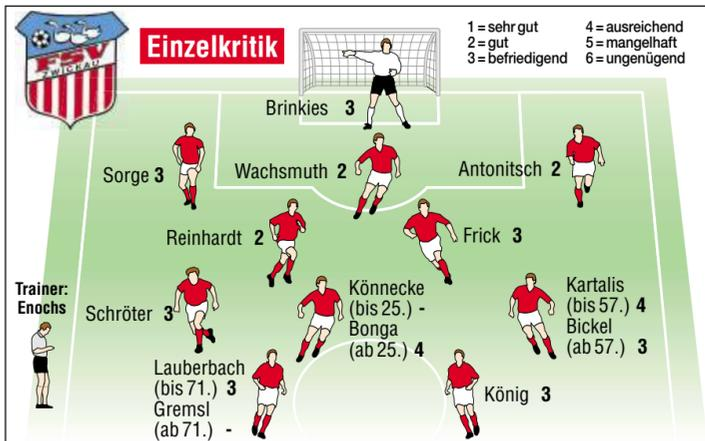 FSV
ZWICKAU
Einzelkritik
1 = sehr gut
2 = gut
3 = befriedigend
4 = ausreichend
5 = mangelhaft
6 = ungenügend
Brinkies 3
Sorge 3
Wachsmuth 2
Antonitsch 2
Reinhardt 2
Frick 3
Trainer:
Enochs
Schröter 3
Könnecke
(bis 25.) -
Bonga
(ab 25.) 4
Kartalis
(bis 57.) 4
Bickel
(ab 57.) 3
Lauberbach
(bis 71.) 3
Gremsl
(ab 71.) -
König 3